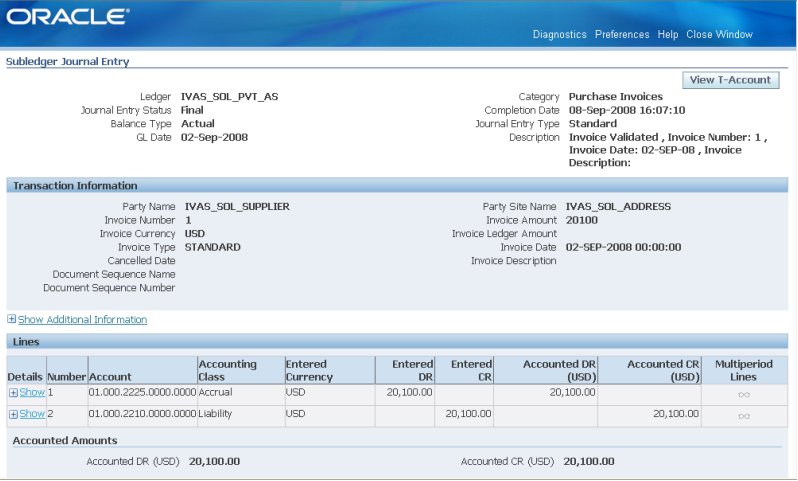 ORACLE®
Diagnostics Preferences Help Close Window
Subledger Journal Entry
View T-Account
Ledger IVAS_SOL_PVT_AS
Journal Entry Status Final
Balance Type Actual
GL Date 02-Sep-2008
Category Purchase Invoices
Completion Date 08-Sep-2008 16:07:10
Journal Entry Type Standard
Description Invoice Validated , Invoice Number: 1 ,
Invoice Date: 02-SEP-08 , Invoice
Description:
Transaction Information
Party Name IVAS_SOL_SUPPLIER
Invoice Number 1
Invoice Currency USD
Invoice Type STANDARD
Cancelled Date
Document Sequence Name
Document Sequence Number
Party Site Name IVAS_SOL_ADDRESS
Invoice Amount 20100
Invoice Ledger Amount
Invoice Date 02-SEP-2008 00:00:00
Invoice Description
Show Additional Information
Lines
Details Number Account Accounting Class Entered Currency Entered DR Entered CR Accounted DR (USD) Accounted CR (USD) Multiperiod Lines
Show 1 01.000.2225.0000.0000 Accrual USD 20,100.00 20,100.00
Show 2 01.000.2210.0000.0000 Liability USD 20,100.00 20,100.00
Accounted Amounts
Accounted DR (USD) 20,100.00 Accounted CR (USD) 20,100.00